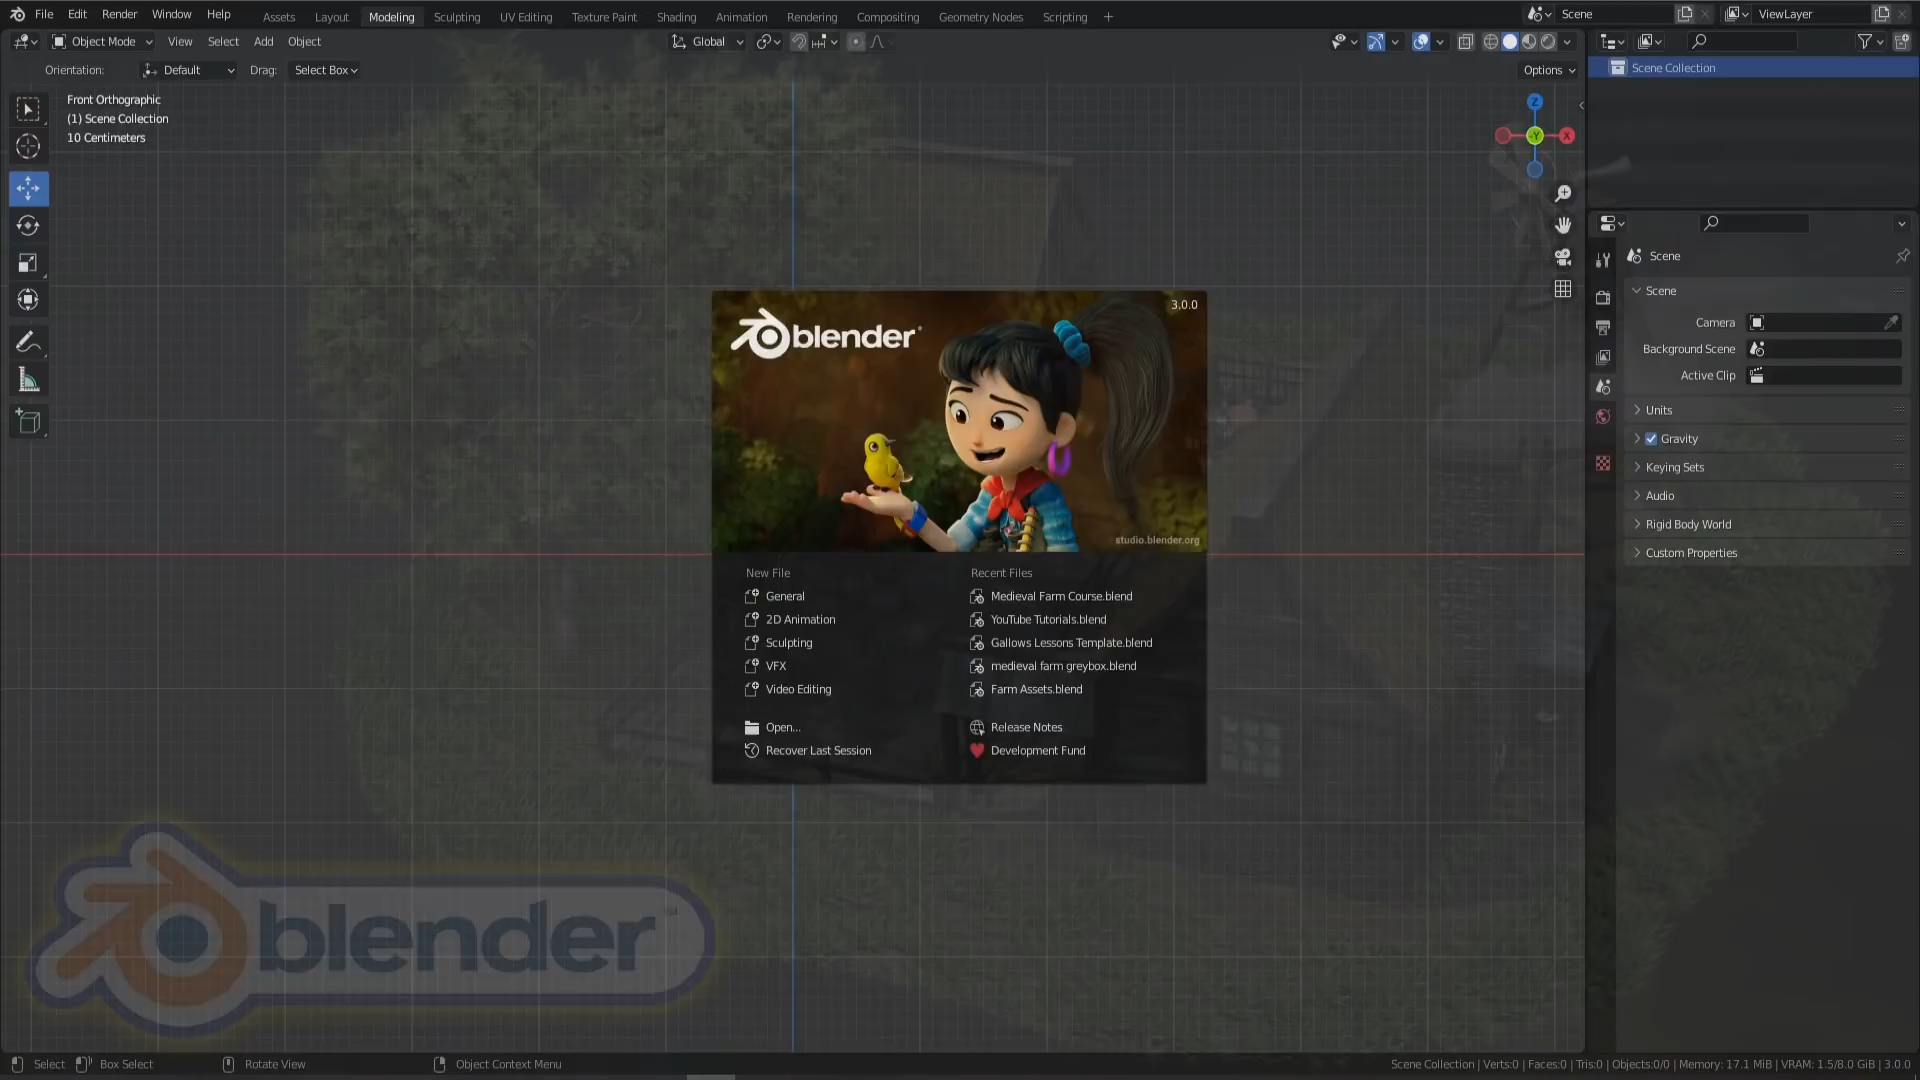 File Edit Render Window Help Assets Layout Modeling Sculpting UV Editing Texture Paint Shading Animation Rendering Compositing Geometry Nodes Scripting + Scene ViewLayer
Object Mode View Select Add Object Global
Orientation: Default Drag: Select Box Options
Scene Collection
Front Orthographic
(1) Scene Collection
10 Centimeters
Z
Y
X
Scene
Scene
Camera
Background Scene
Active Clip
Units
Gravity
Keying Sets
Audio
Rigid Body World
Custom Properties
3.0.0
blender
studio.blender.org
New File
General
2D Animation
Sculpting
VFX
Video Editing
Open...
Recover Last Session
Recent Files
Medieval Farm Course.blend
YouTube Tutorials.blend
Gallows Lessons Template.blend
medieval farm greybox.blend
Farm Assets.blend
Release Notes
Development Fund
blender
Select Box Select Rotate View Object Context Menu Scene Collection | Verts:0 | Faces:0 | Tris:0 | Objects:0/0 | Memory: 17.1 MiB | VRAM: 1.5/8.0 GiB | 3.0.0